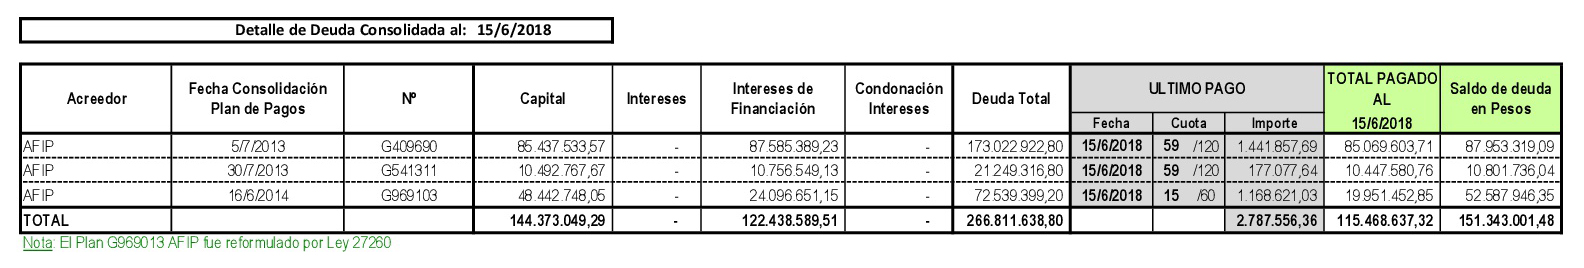 Detalle de Deuda Consolidada al: 15/6/2018
Acreedor Fecha Consolidación Plan de Pagos Nº Capital Intereses Intereses de Financiación Condonación Intereses Deuda Total ULTIMO PAGO TOTAL PAGADO AL 15/6/2018 Saldo de deuda en Pesos
Fecha Cuota Importe
AFIP 5/7/2013 G409690 85.437.533,57 - 87.585.389,23 - 173.022.922,80 15/6/2018 59 /120 1.441.857,69 85.069.603,71 87.953.319,09
AFIP 30/7/2013 G541311 10.492.767,67 - 10.756.549,13 - 21.249.316,80 15/6/2018 59 /120 177.077,64 10.447.580,76 10.801.736,04
AFIP 16/6/2014 G969103 48.442.748,05 - 24.096.651,15 - 72.539.399,20 15/6/2018 15 /60 1.168.621,03 19.951.452,85 52.587.946,35
TOTAL 144.373.049,29 - 122.438.589,51 - 266.811.638,80 2.787.556,36 115.468.637,32 151.343.001,48
Nota: El Plan G969013 AFIP fue reformulado por Ley 27260